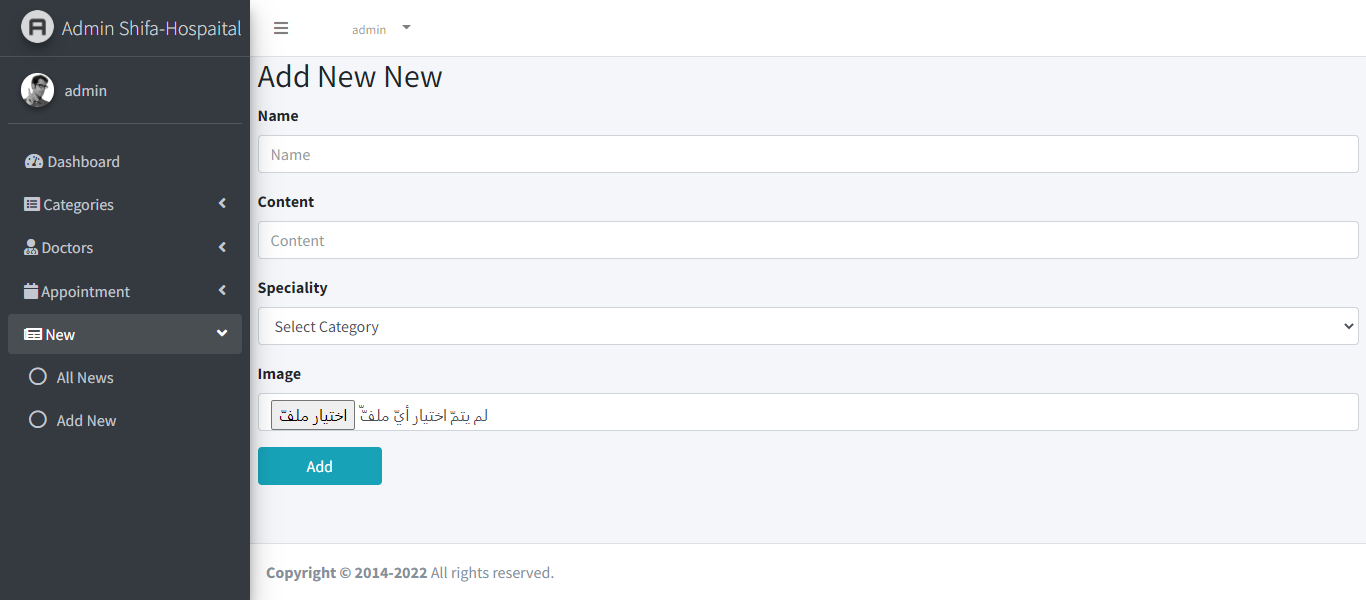 Admin Shifa-Hospaital
admin
Dashboard
Categories
Doctors
Appointment
New
All News
Add New
admin
Add New New
Name
Name
Content
Content
Speciality
Select Category
Image
اختيار ملفّ لم يتمّ اختيار أيّ ملفّ
Add
Copyright © 2014-2022 All rights reserved.